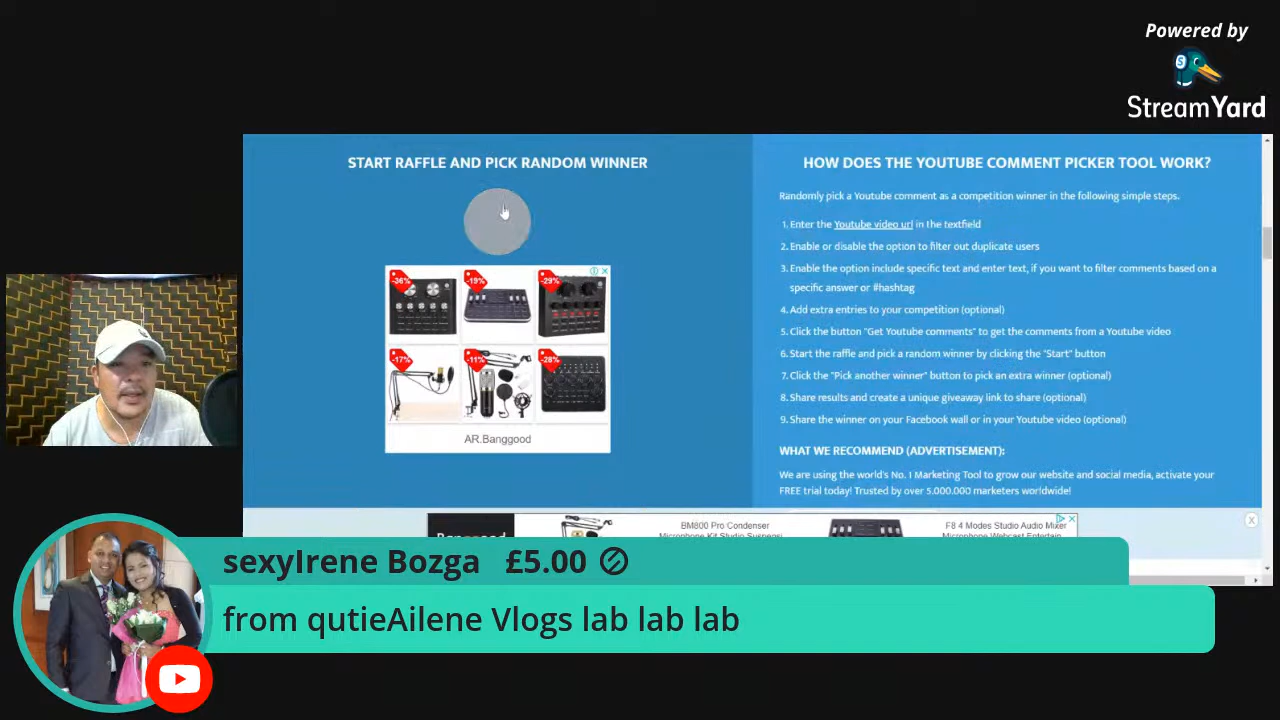 Powered by
StreamYard
START RAFFLE AND PICK RANDOM WINNER
-36%
-19%
-29%
-17%
-11%
-28%
AR.Banggood
HOW DOES THE YOUTUBE COMMENT PICKER TOOL WORK?
Randomly pick a Youtube comment as a competition winner in the following simple steps.
1. Enter the Youtube video url in the textfield
2. Enable or disable the option to filter out duplicate users
3. Enable the option include specific text and enter text, if you want to filter comments based on a
specific answer or #hashtag
4. Add extra entries to your competition (optional)
5. Click the button "Get Youtube comments" to get the comments from a Youtube video
6. Start the raffle and pick a random winner by clicking the "Start" button
7. Click the "Pick another winner" button to pick an extra winner (optional)
8. Share results and create a unique giveaway link to share (optional)
9. Share the winner on your Facebook wall or in your Youtube video (optional)
WHAT WE RECOMMEND (ADVERTISEMENT):
We are using the world's No. 1 Marketing Tool to grow our website and social media, activate your
FREE trial today! Trusted by over 5.000.000 marketers worldwide!
BM800 Pro Condenser
F8 4 Modes Studio Audio Mixer
sexyIrene Bozga £5.00
from qutieAilene Vlogs lab lab lab